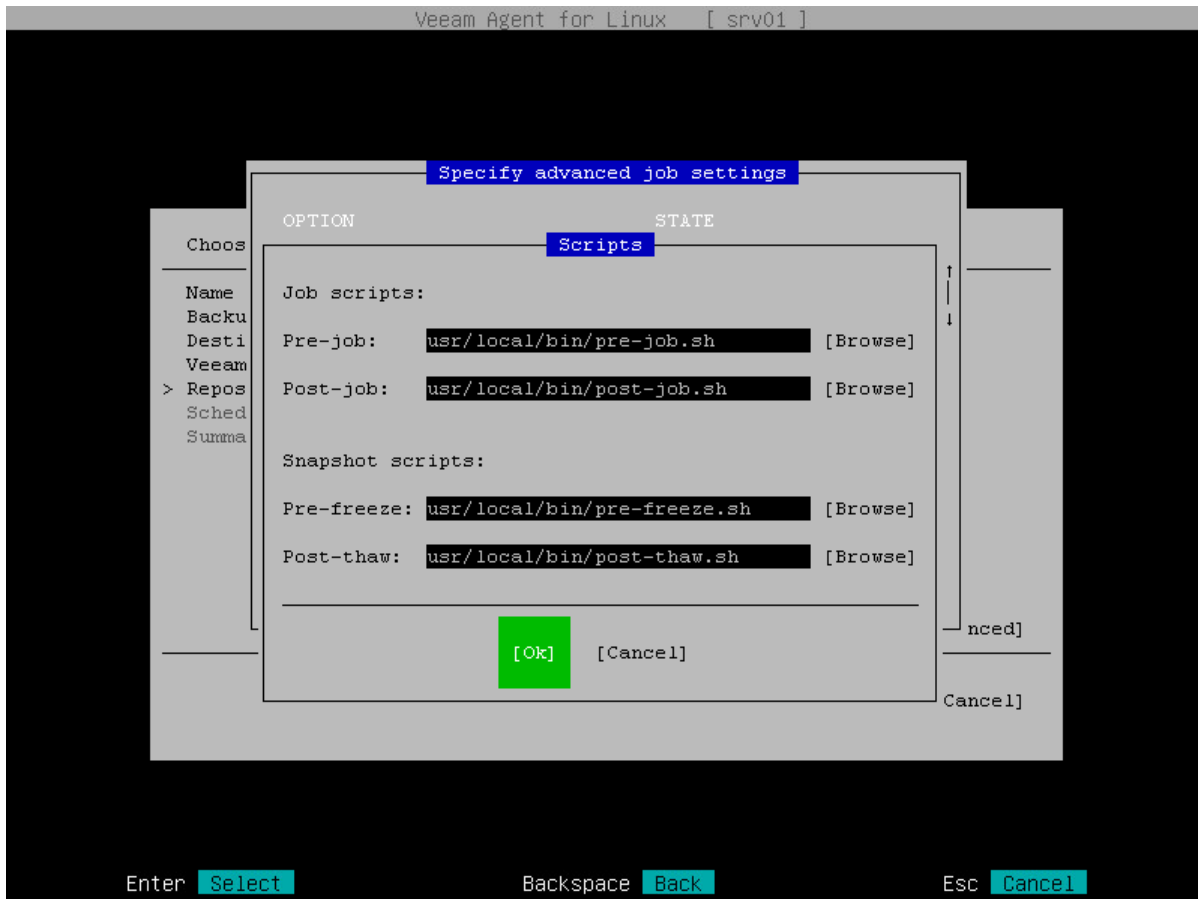 Veeam Agent for Linux [ srv01 ]
Specify advanced job settings
OPTION STATE
Choos
Scripts
Name
Job scripts:
Backu
Desti
Pre-job: usr/local/bin/pre-job.sh [Browse]
Veeam
> Repos
Post-job: usr/local/bin/post-job.sh [Browse]
Sched
Summa
Snapshot scripts:
Pre-freeze: usr/local/bin/pre-freeze.sh [Browse]
Post-thaw: usr/local/bin/post-thaw.sh [Browse]
nced]
[Ok] [Cancel]
Cancel]
Enter Select Backspace Back Esc Cancel